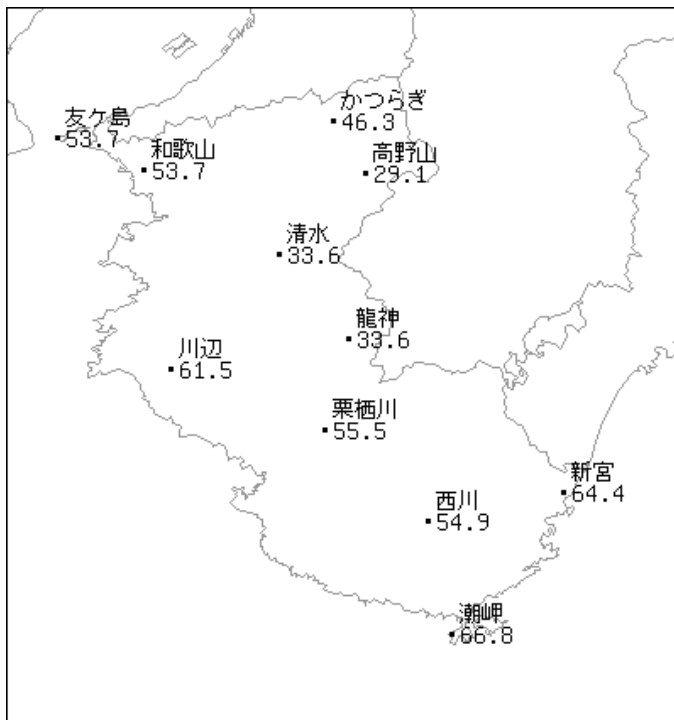 かつらぎ
46.3
友ケ島
53.7
和歌山
53.7
高野山
29.1
清水
33.6
龍神
33.6
川辺
61.5
栗栖川
55.5
新宮
64.4
西川
54.9
潮岬
66.8